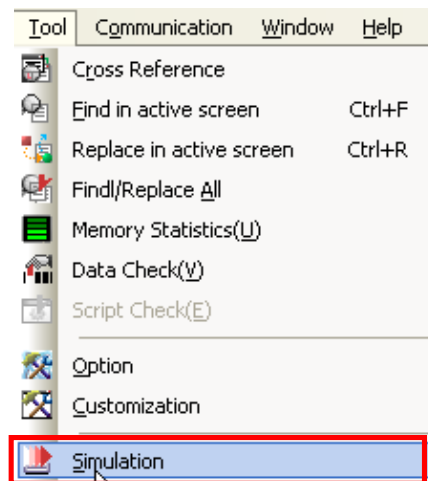 Tool Communication Window Help
Cross Reference
Find in active screen Ctrl+F
Replace in active screen Ctrl+R
Findl/Replace All
Memory Statistics(U)
Data Check(V)
Script Check(E)
Option
Customization
Simulation